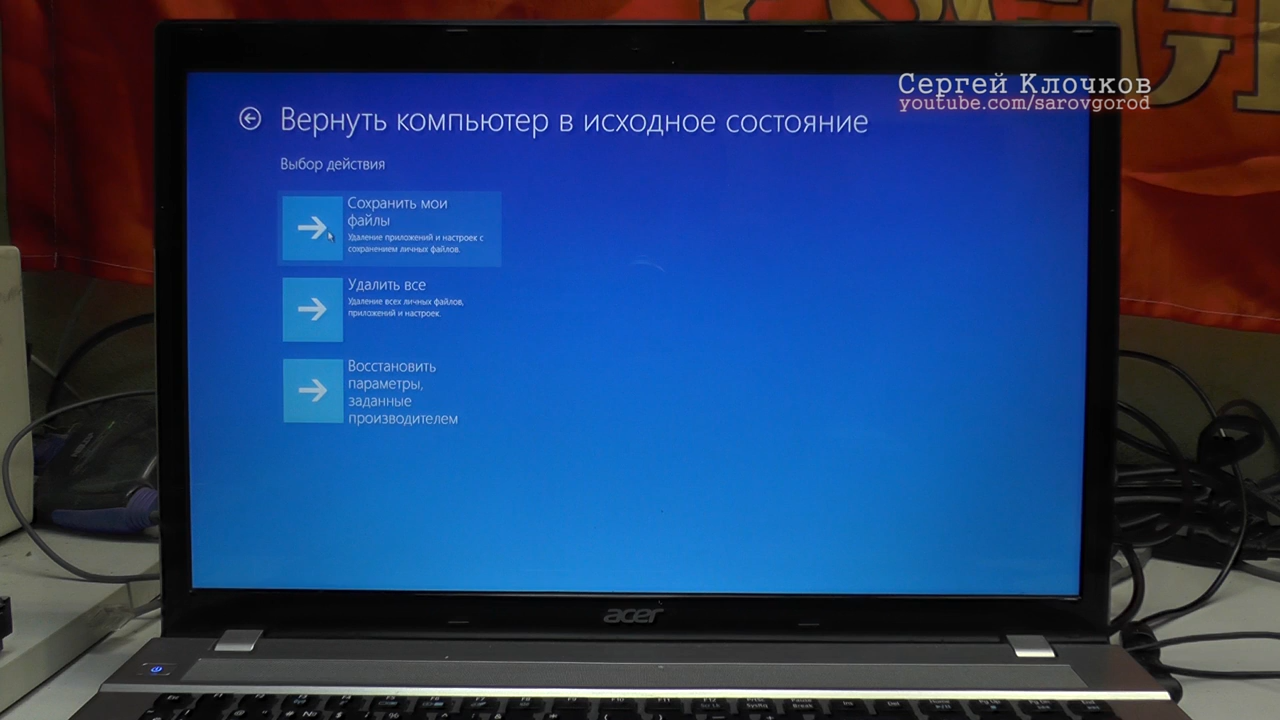 Сергей Клочков
youtube.com/sarovgorod
Вернуть компьютер в исходное состояние
Выбор действия
Сохранить мои
файлы
Удаление приложений и настроек с
сохранением личных файлов.
Удалить все
Удаление всех личных файлов,
приложений и настроек.
Восстановить
параметры,
заданные
производителем
acer